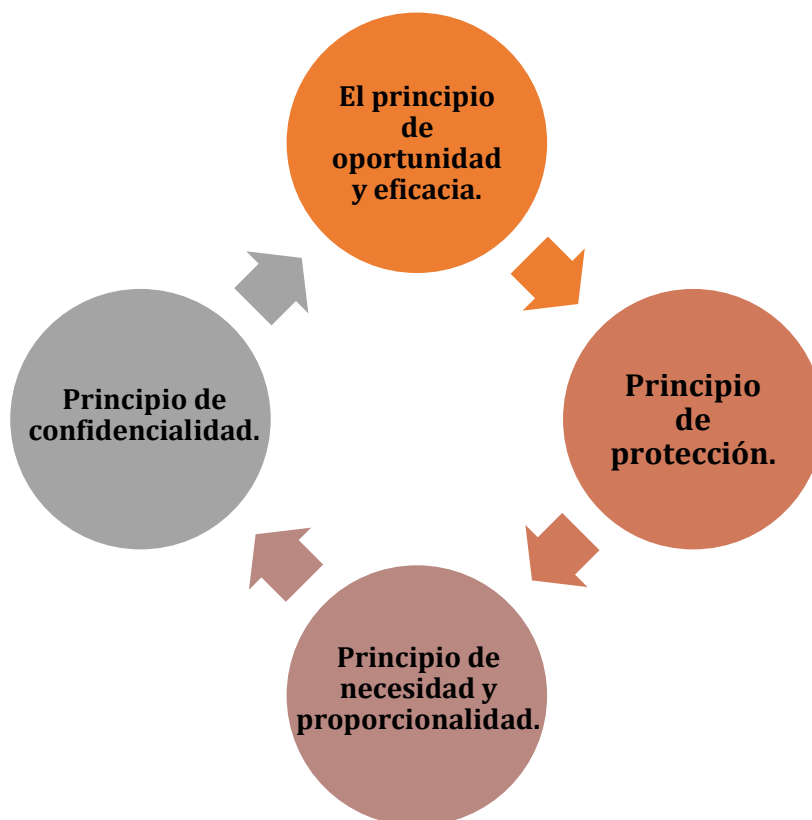 El principio
de
oportunidad
y eficacia.
Principio
de
protección.
Principio de
necesidad y
proporcionalidad.
Principio de
confidencialidad.